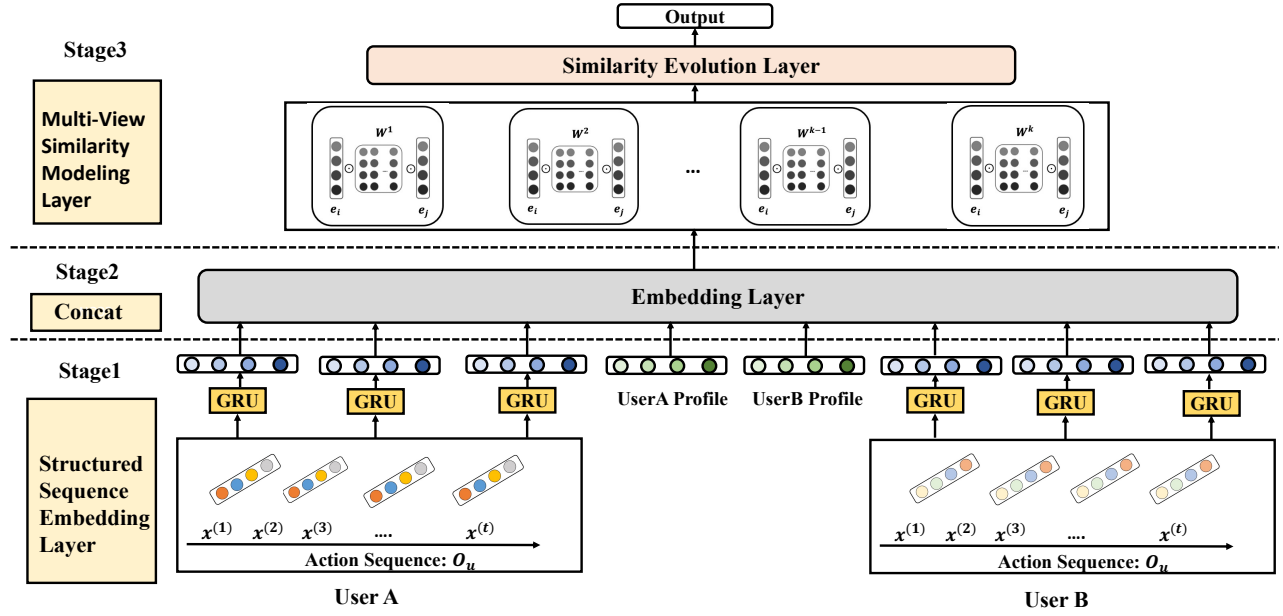 Output
Stage3
Similarity Evolution Layer
Multi-View
Similarity
Modeling
Layer
W¹ W² ... Wᵏ⁻¹ Wᵏ
⊙ ⊙ ⊙ ⊙ ⊙ ⊙ ⊙ ⊙
eᵢ eⱼ eᵢ eⱼ eᵢ eⱼ eᵢ eⱼ
Stage2
Embedding Layer
Concat
Stage1
GRU GRU GRU UserA Profile UserB Profile GRU GRU GRU
Structured
Sequence
Embedding
Layer
x⁽¹⁾ x⁽²⁾ x⁽³⁾ .... x⁽ᵗ⁾
Action Sequence: Oᵤ
User A
x⁽¹⁾ x⁽²⁾ x⁽³⁾ .... x⁽ᵗ⁾
Action Sequence: Oᵤ
User B